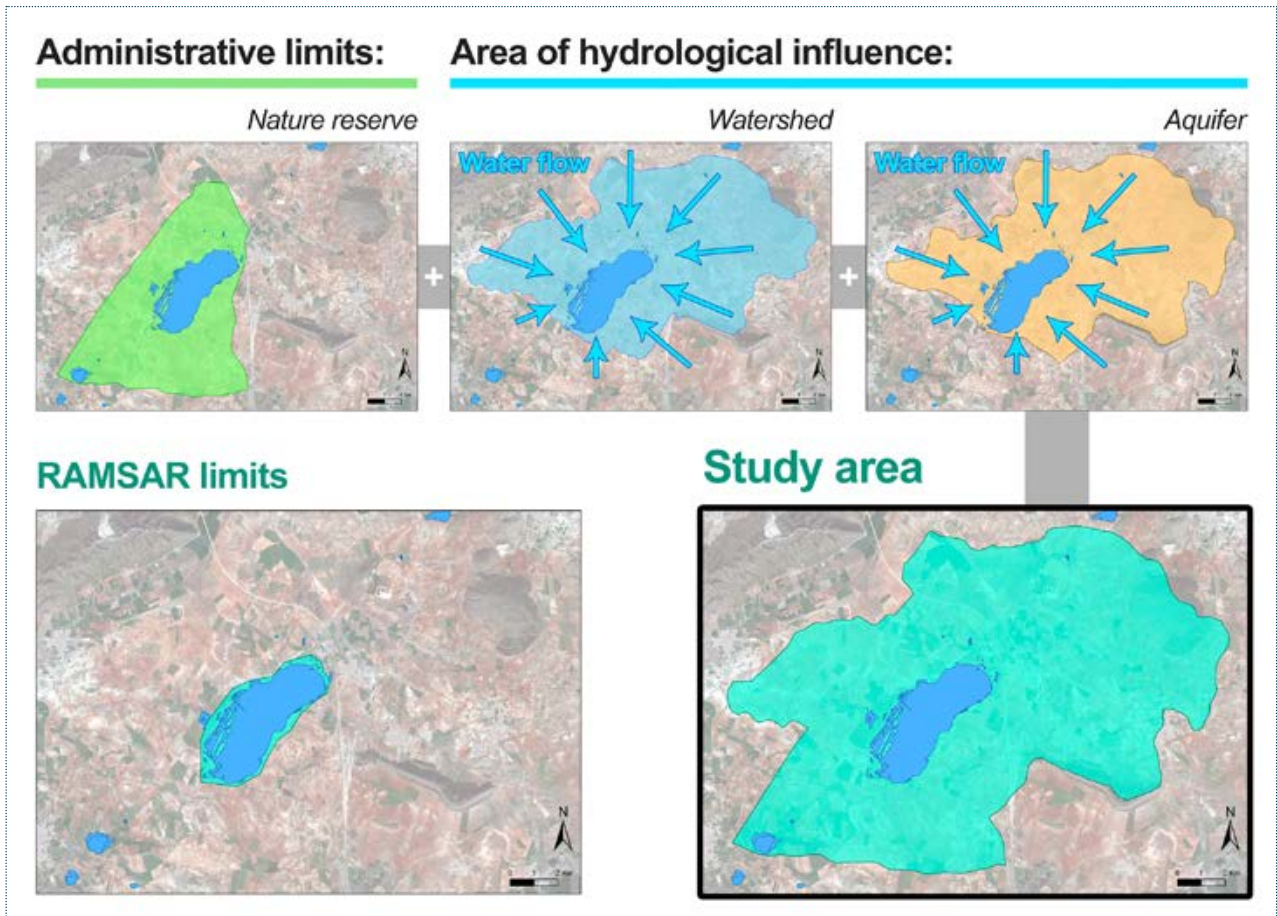 Administrative limits:
Area of hydrological influence:
Nature reserve
Watershed
Aquifer
Water flow
Water flow
+
+
N
N
N
RAMSAR limits
Study area
N
N